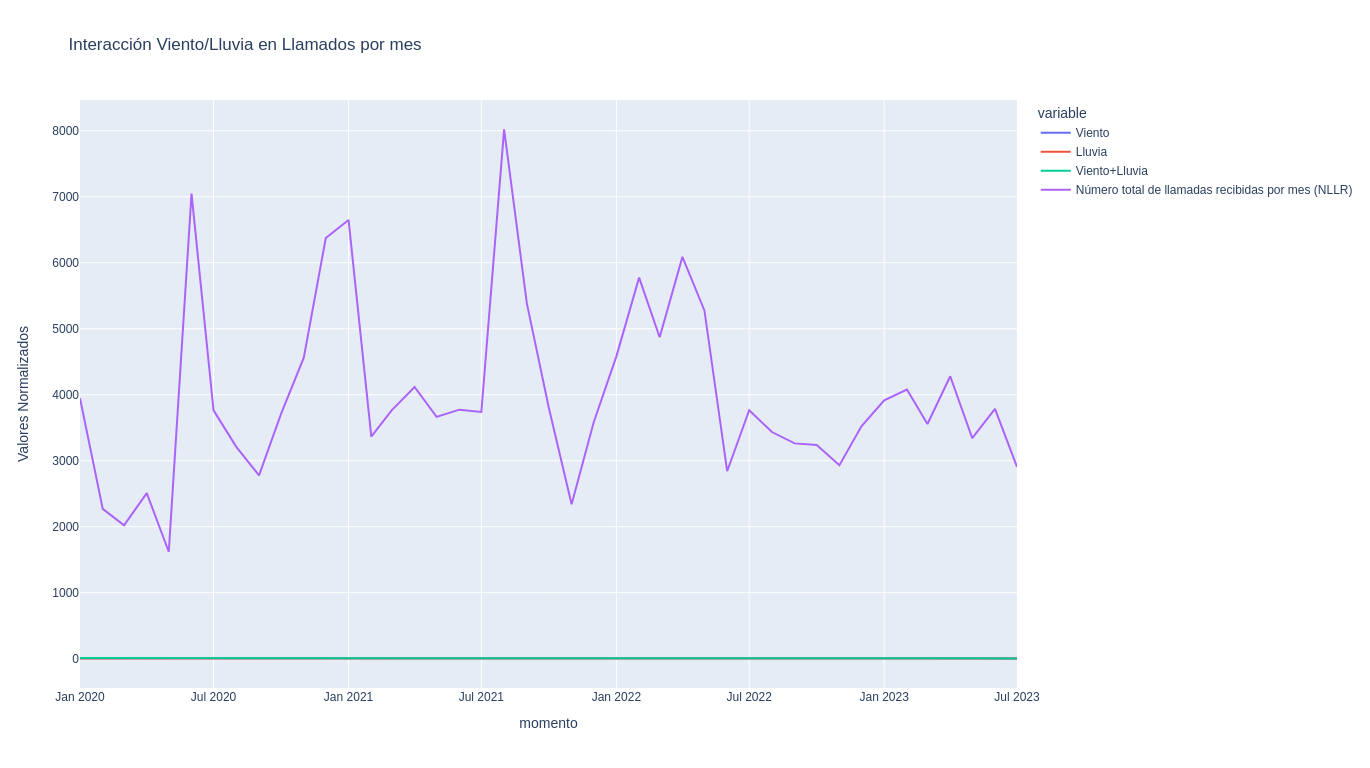 Interacción Viento/Lluvia en Llamados por mes
variable
Viento
Lluvia
Viento+Lluvia
Número total de llamadas recibidas por mes (NLLR)
Valores Normalizados
8000
7000
6000
5000
4000
3000
2000
1000
0
Jan 2020 Jul 2020 Jan 2021 Jul 2021 Jan 2022 Jul 2022 Jan 2023 Jul 2023
momento